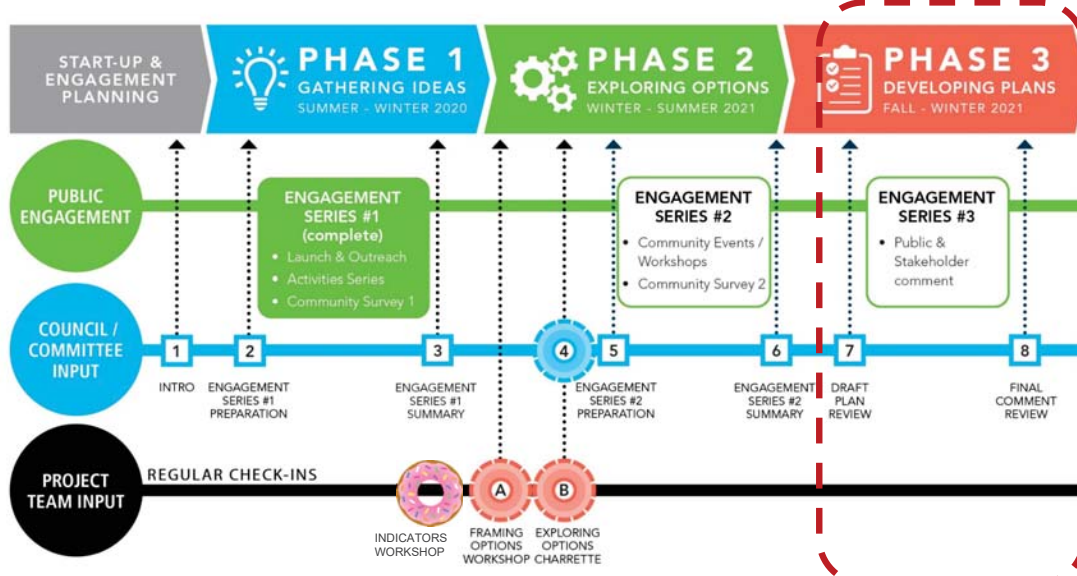 START-UP &
ENGAGEMENT
PLANNING
PHASE 1
GATHERING IDEAS
SUMMER - WINTER 2020
PHASE 2
EXPLORING OPTIONS
WINTER - SUMMER 2021
PHASE 3
DEVELOPING PLANS
FALL - WINTER 2021
PUBLIC
ENGAGEMENT
ENGAGEMENT
SERIES #1
(complete)
• Launch & Outreach
• Activities Series
• Community Survey 1
ENGAGEMENT
SERIES #2
• Community Events /
Workshops
• Community Survey 2
ENGAGEMENT
SERIES #3
• Public &
Stakeholder
comment
COUNCIL /
COMMITTEE
INPUT
1
INTRO
2
ENGAGEMENT
SERIES #1
PREPARATION
3
ENGAGEMENT
SERIES #1
SUMMARY
4
5
ENGAGEMENT
SERIES #2
PREPARATION
6
ENGAGEMENT
SERIES #2
SUMMARY
7
DRAFT
PLAN
REVIEW
8
FINAL
COMMENT
REVIEW
PROJECT
TEAM INPUT
REGULAR CHECK-INS
INDICATORS
WORKSHOP
A
FRAMING
OPTIONS
WORKSHOP
B
EXPLORING
OPTIONS
CHARRETTE